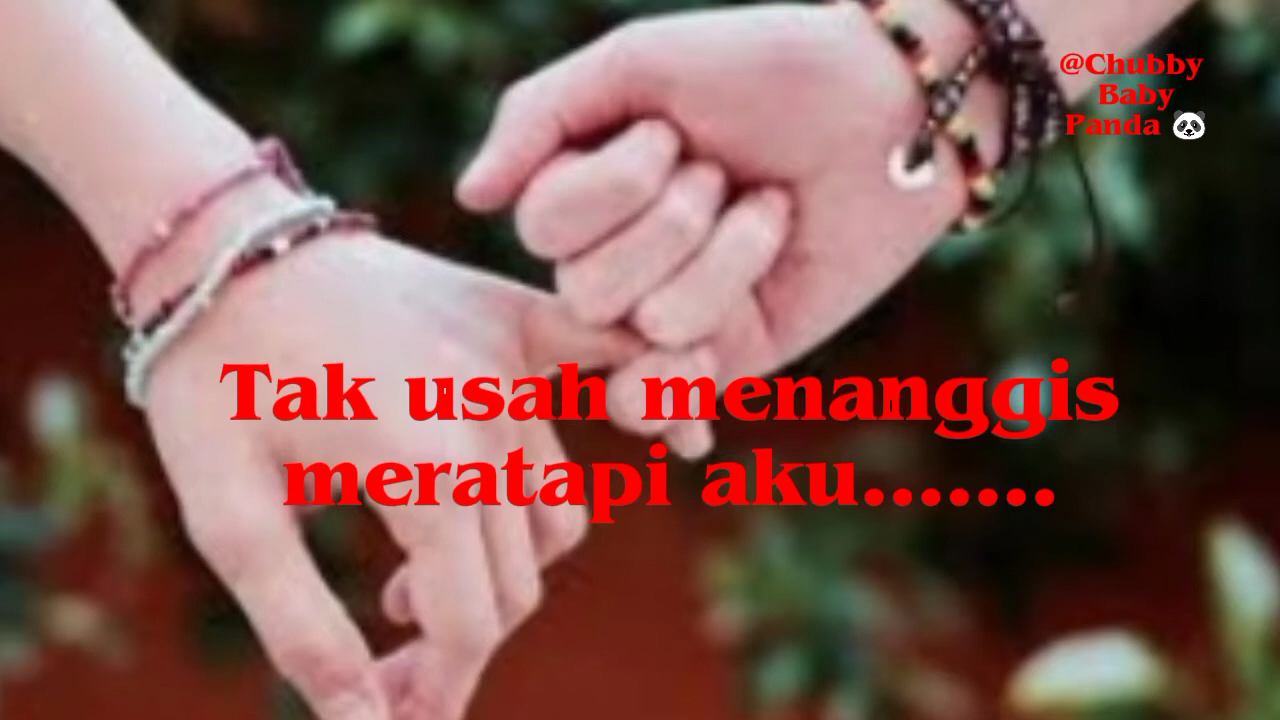 @Chubby
Baby
Panda 🐼
Tak usah menanggis
meratapi aku.......